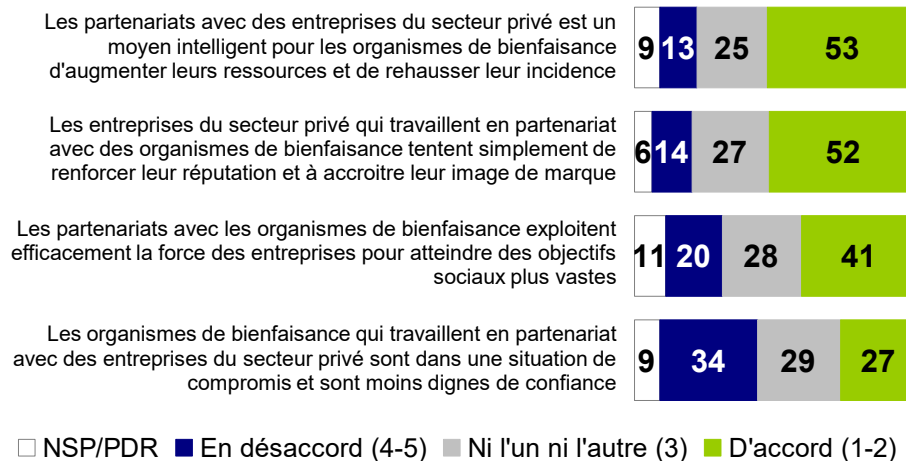 Les partenariats avec des entreprises du secteur privé est un
moyen intelligent pour les organismes de bienfaisance
d'augmenter leurs ressources et de rehausser leur incidence
9 13 25 53
Les entreprises du secteur privé qui travaillent en partenariat
avec des organismes de bienfaisance tentent simplement de
renforcer leur réputation et à accroitre leur image de marque
6 14 27 52
Les partenariats avec les organismes de bienfaisance exploitent
efficacement la force des entreprises pour atteindre des objectifs
sociaux plus vastes
11 20 28 41
Les organismes de bienfaisance qui travaillent en partenariat
avec des entreprises du secteur privé sont dans une situation de
compromis et sont moins dignes de confiance
9 34 29 27
NSP/PDR En désaccord (4-5) Ni l'un ni l'autre (3) D'accord (1-2)